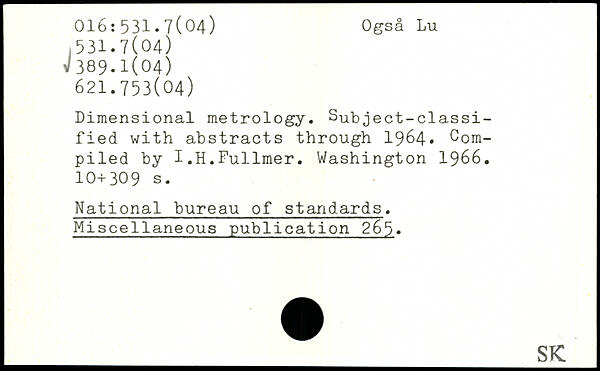 016:531.7(04) Også Lu
531.7(04)
√389.1(04)
621.753(04)
Dimensional metrology. Subject-classi-
fied with abstracts through 1964. Com-
piled by I.H.Fullmer. Washington 1966.
10+309 s.
National bureau of standards.
Miscellaneous publication 265.
SK